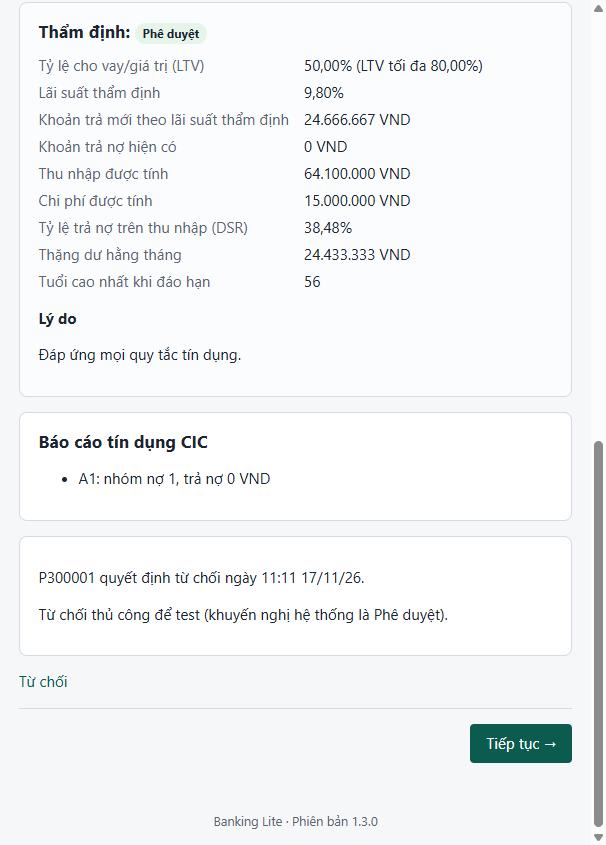 Thẩm định: Phê duyệt
Tỷ lệ cho vay/giá trị (LTV) 50,00% (LTV tối đa 80,00%)
Lãi suất thẩm định 9,80%
Khoản trả mới theo lãi suất thẩm định 24.666.667 VND
Khoản trả nợ hiện có 0 VND
Thu nhập được tính 64.100.000 VND
Chi phí được tính 15.000.000 VND
Tỷ lệ trả nợ trên thu nhập (DSR) 38,48%
Thặng dư hằng tháng 24.433.333 VND
Tuổi cao nhất khi đáo hạn 56
Lý do
Đáp ứng mọi quy tắc tín dụng.
Báo cáo tín dụng CIC
• A1: nhóm nợ 1, trả nợ 0 VND
P300001 quyết định từ chối ngày 11:11 17/11/26.
Từ chối thủ công để test (khuyến nghị hệ thống là Phê duyệt).
Từ chối
Tiếp tục →
Banking Lite · Phiên bản 1.3.0